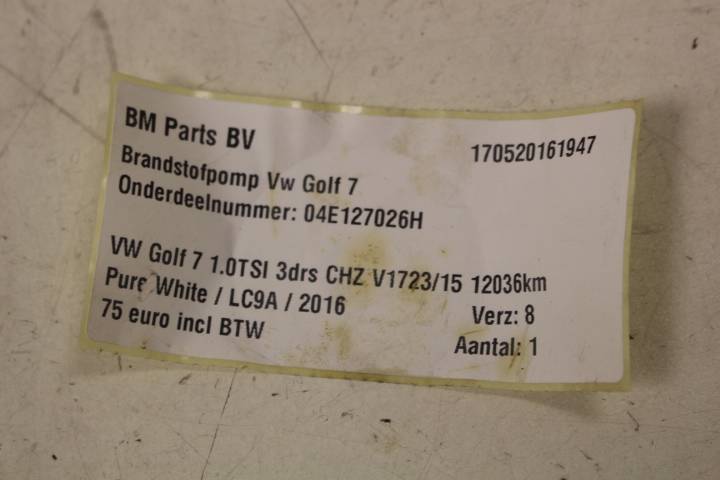 BM Parts BV 170520161947
Brandstofpomp Vw Golf 7
Onderdeelnummer: 04E127026H
VW Golf 7 1.0TSI 3drs CHZ V1723/15 12036km
Pure White / LC9A / 2016 Verz: 8
75 euro incl BTW Aantal: 1